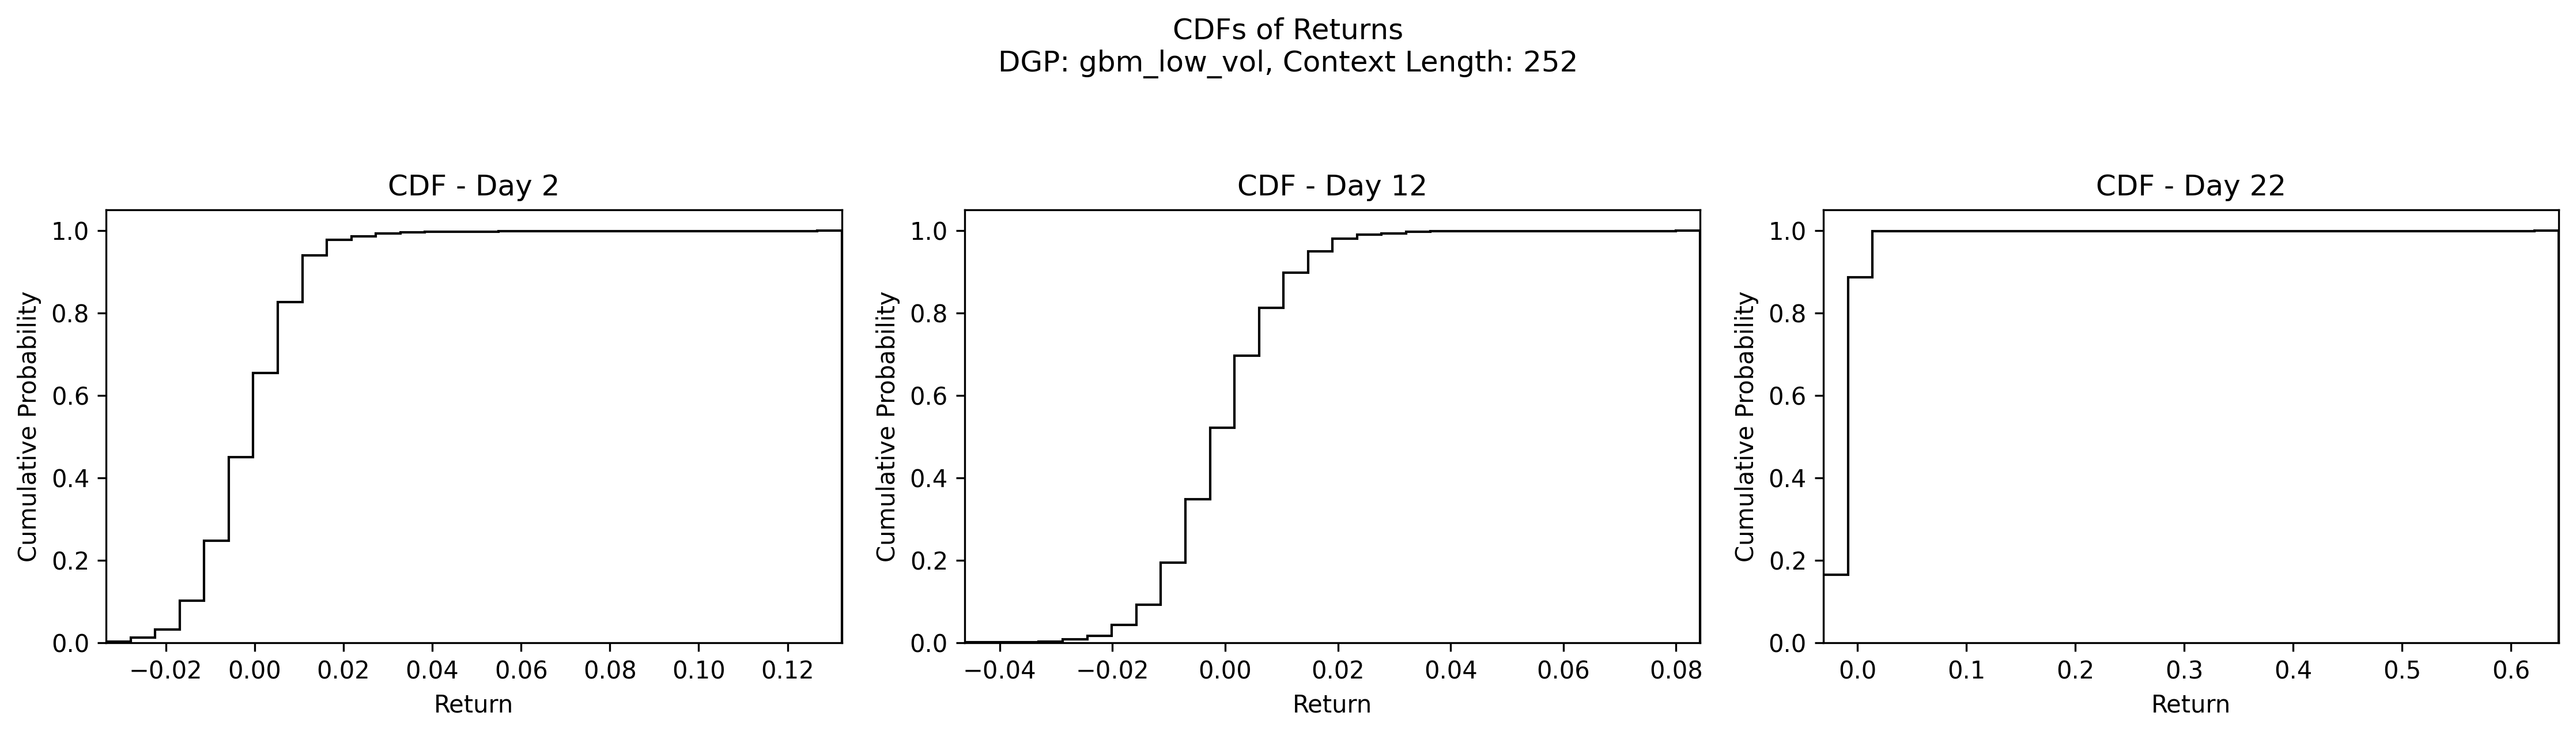 CDFs of Returns
DGP: gbm_low_vol, Context Length: 252
CDF - Day 2
Cumulative Probability
1.0
0.8
0.6
0.4
0.2
0.0
−0.02 0.00 0.02 0.04 0.06 0.08 0.10 0.12
Return
CDF - Day 12
Cumulative Probability
1.0
0.8
0.6
0.4
0.2
0.0
−0.04 −0.02 0.00 0.02 0.04 0.06 0.08
Return
CDF - Day 22
Cumulative Probability
1.0
0.8
0.6
0.4
0.2
0.0
0.0 0.1 0.2 0.3 0.4 0.5 0.6
Return